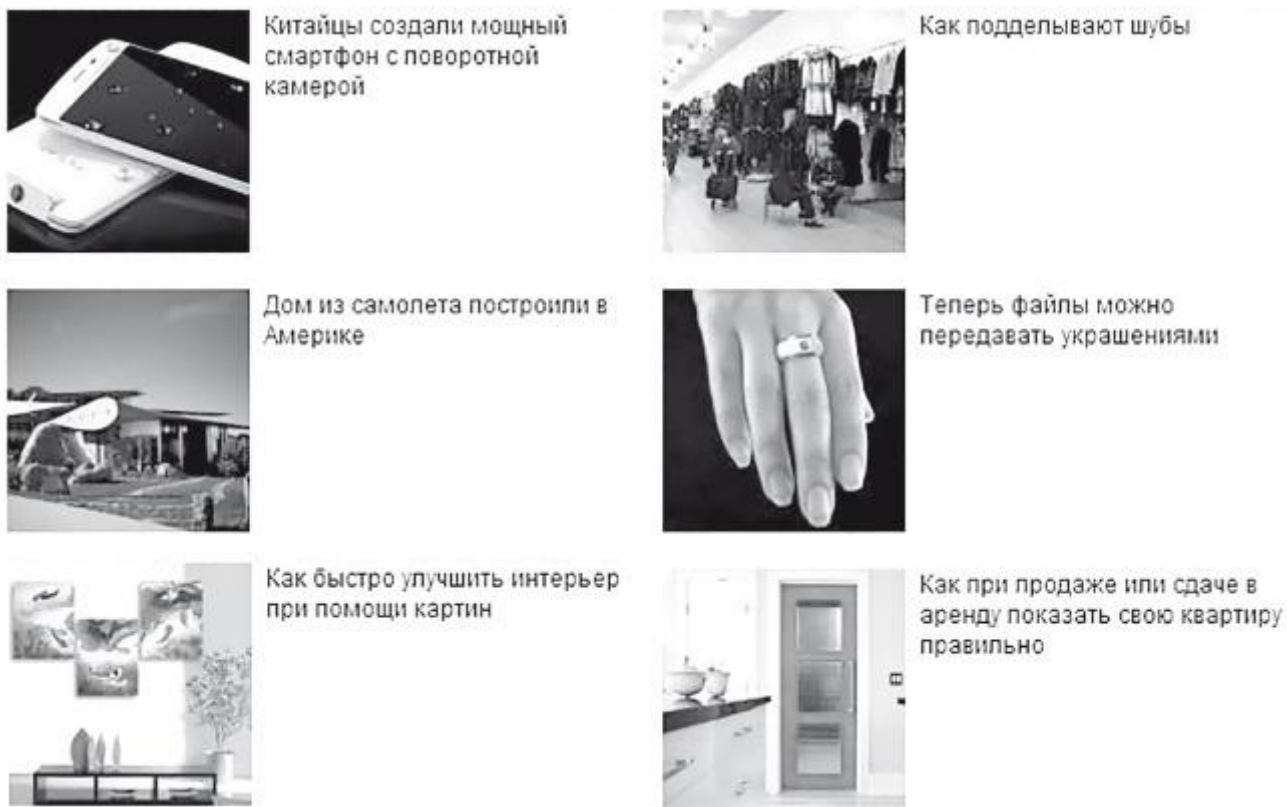 Китайцы создали мощный
смартфон с поворотной
камерой
Как подделывают шубы
Дом из самолета построили в
Америке
Теперь файлы можно
передавать украшениями
Как быстро улучшить интерьер
при помощи картин
Как при продаже или сдаче в
аренду показать свою квартиру
правильно